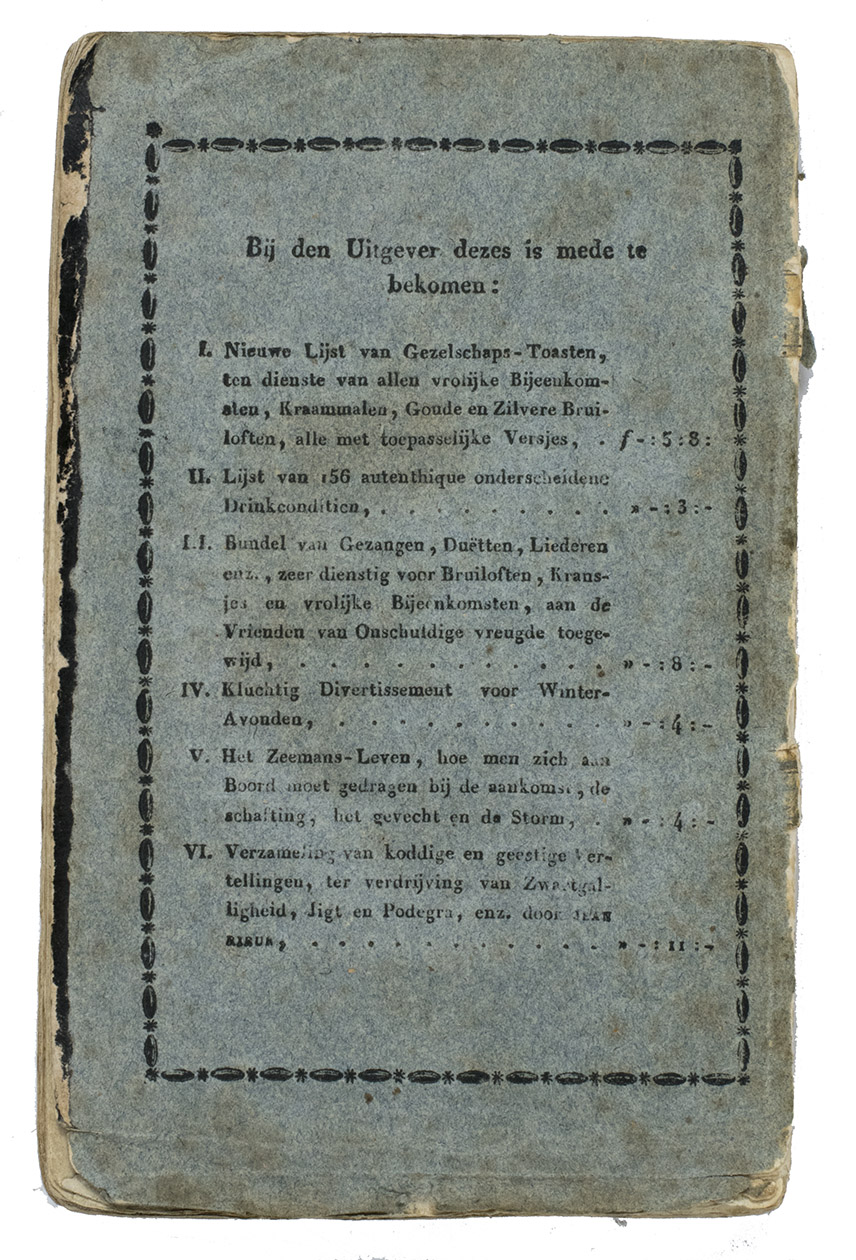 Bij den Uitgever dezes is mede te
bekomen:
I. Nieuwe Lijst van Gezelschaps-Toasten,
ten dienste van allen vrolijke Bijeenkom-
sten, Kraammalen, Goude en Zilvere Brui-
loften, alle met toepasselijke Versjes, . f - : 5 : 8 :
II. Lijst van 156 autenthique onderscheidene
Drinkconditien, . . . . . . . . . » - : 3 : -
III. Bundel van Gezangen, Duëtten, Liederen
enz., zeer dienstig voor Bruiloften, Krans-
jes en vrolijke Bijeenkomsten, aan de
Vrienden van Onschuldige vreugde toege-
wijd, . . . . . . . . . . . » - : 8 : -
IV. Kluchtig Divertissement voor Winter-
Avonden, . . . . . . . . . . » - : 4 : -
V. Het Zeemans-Leven, hoe men zich aan
Boord moet gedragen bij de aankomst, de
schafting, het gevecht en de Storm, . » - : 4 : -
VI. Verzameling van koddige en geestige Ver-
tellingen, ter verdrijving van Zwartgal-
ligheid, Jigt en Podegra, enz. door JEAN
RIEUR, . . . . . . . . . . . » - : 11 : -